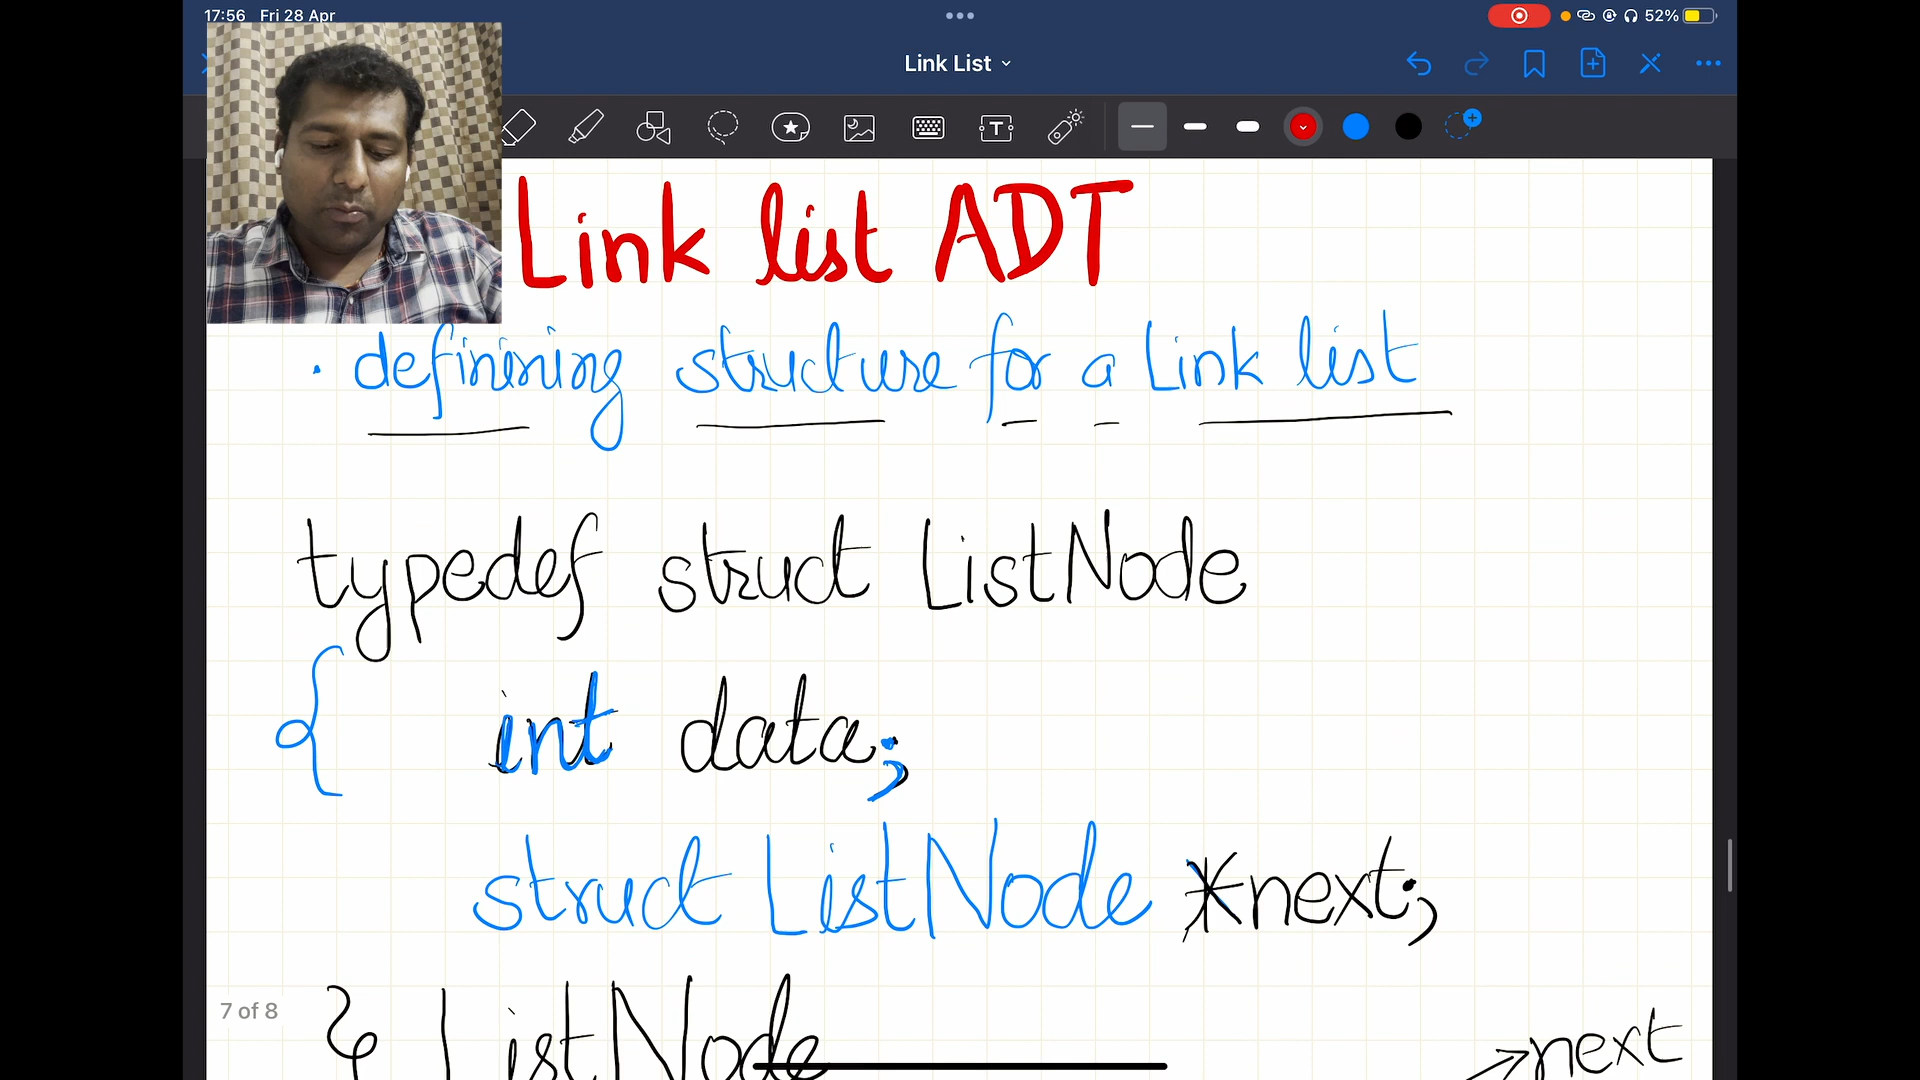 17:56 Fri 28 Apr
52%
Link List
T
Link list ADT
. definining structure for a Link list
typedef struct ListNode
{ int data;
struct ListNode *next;
} ListNode
7 of 8
next